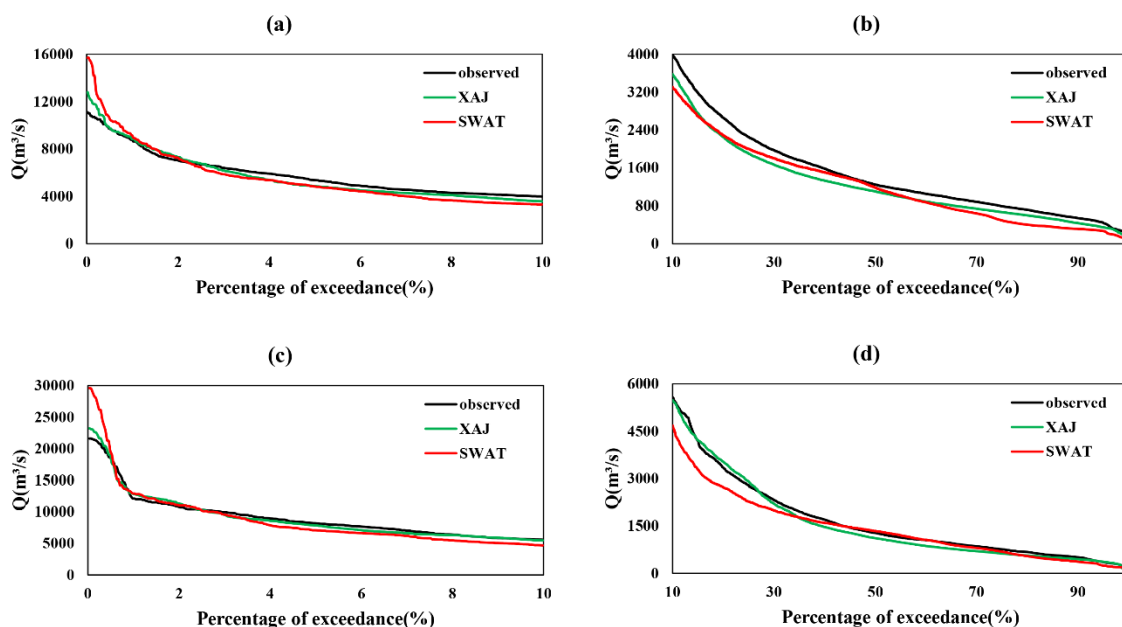 (a)
16000
12000
8000
4000
0
Q(m³/s)
observed
XAJ
SWAT
0 2 4 6 8 10
Percentage of exceedance(%)
(b)
4000
3200
2400
1600
800
0
Q(m³/s)
observed
XAJ
SWAT
10 30 50 70 90
Percentage of exceedance(%)
(c)
30000
25000
20000
15000
10000
5000
0
Q(m³/s)
observed
XAJ
SWAT
0 2 4 6 8 10
Percentage of exceedance(%)
(d)
6000
4500
3000
1500
0
Q(m³/s)
observed
XAJ
SWAT
10 30 50 70 90
Percentage of exceedance(%)